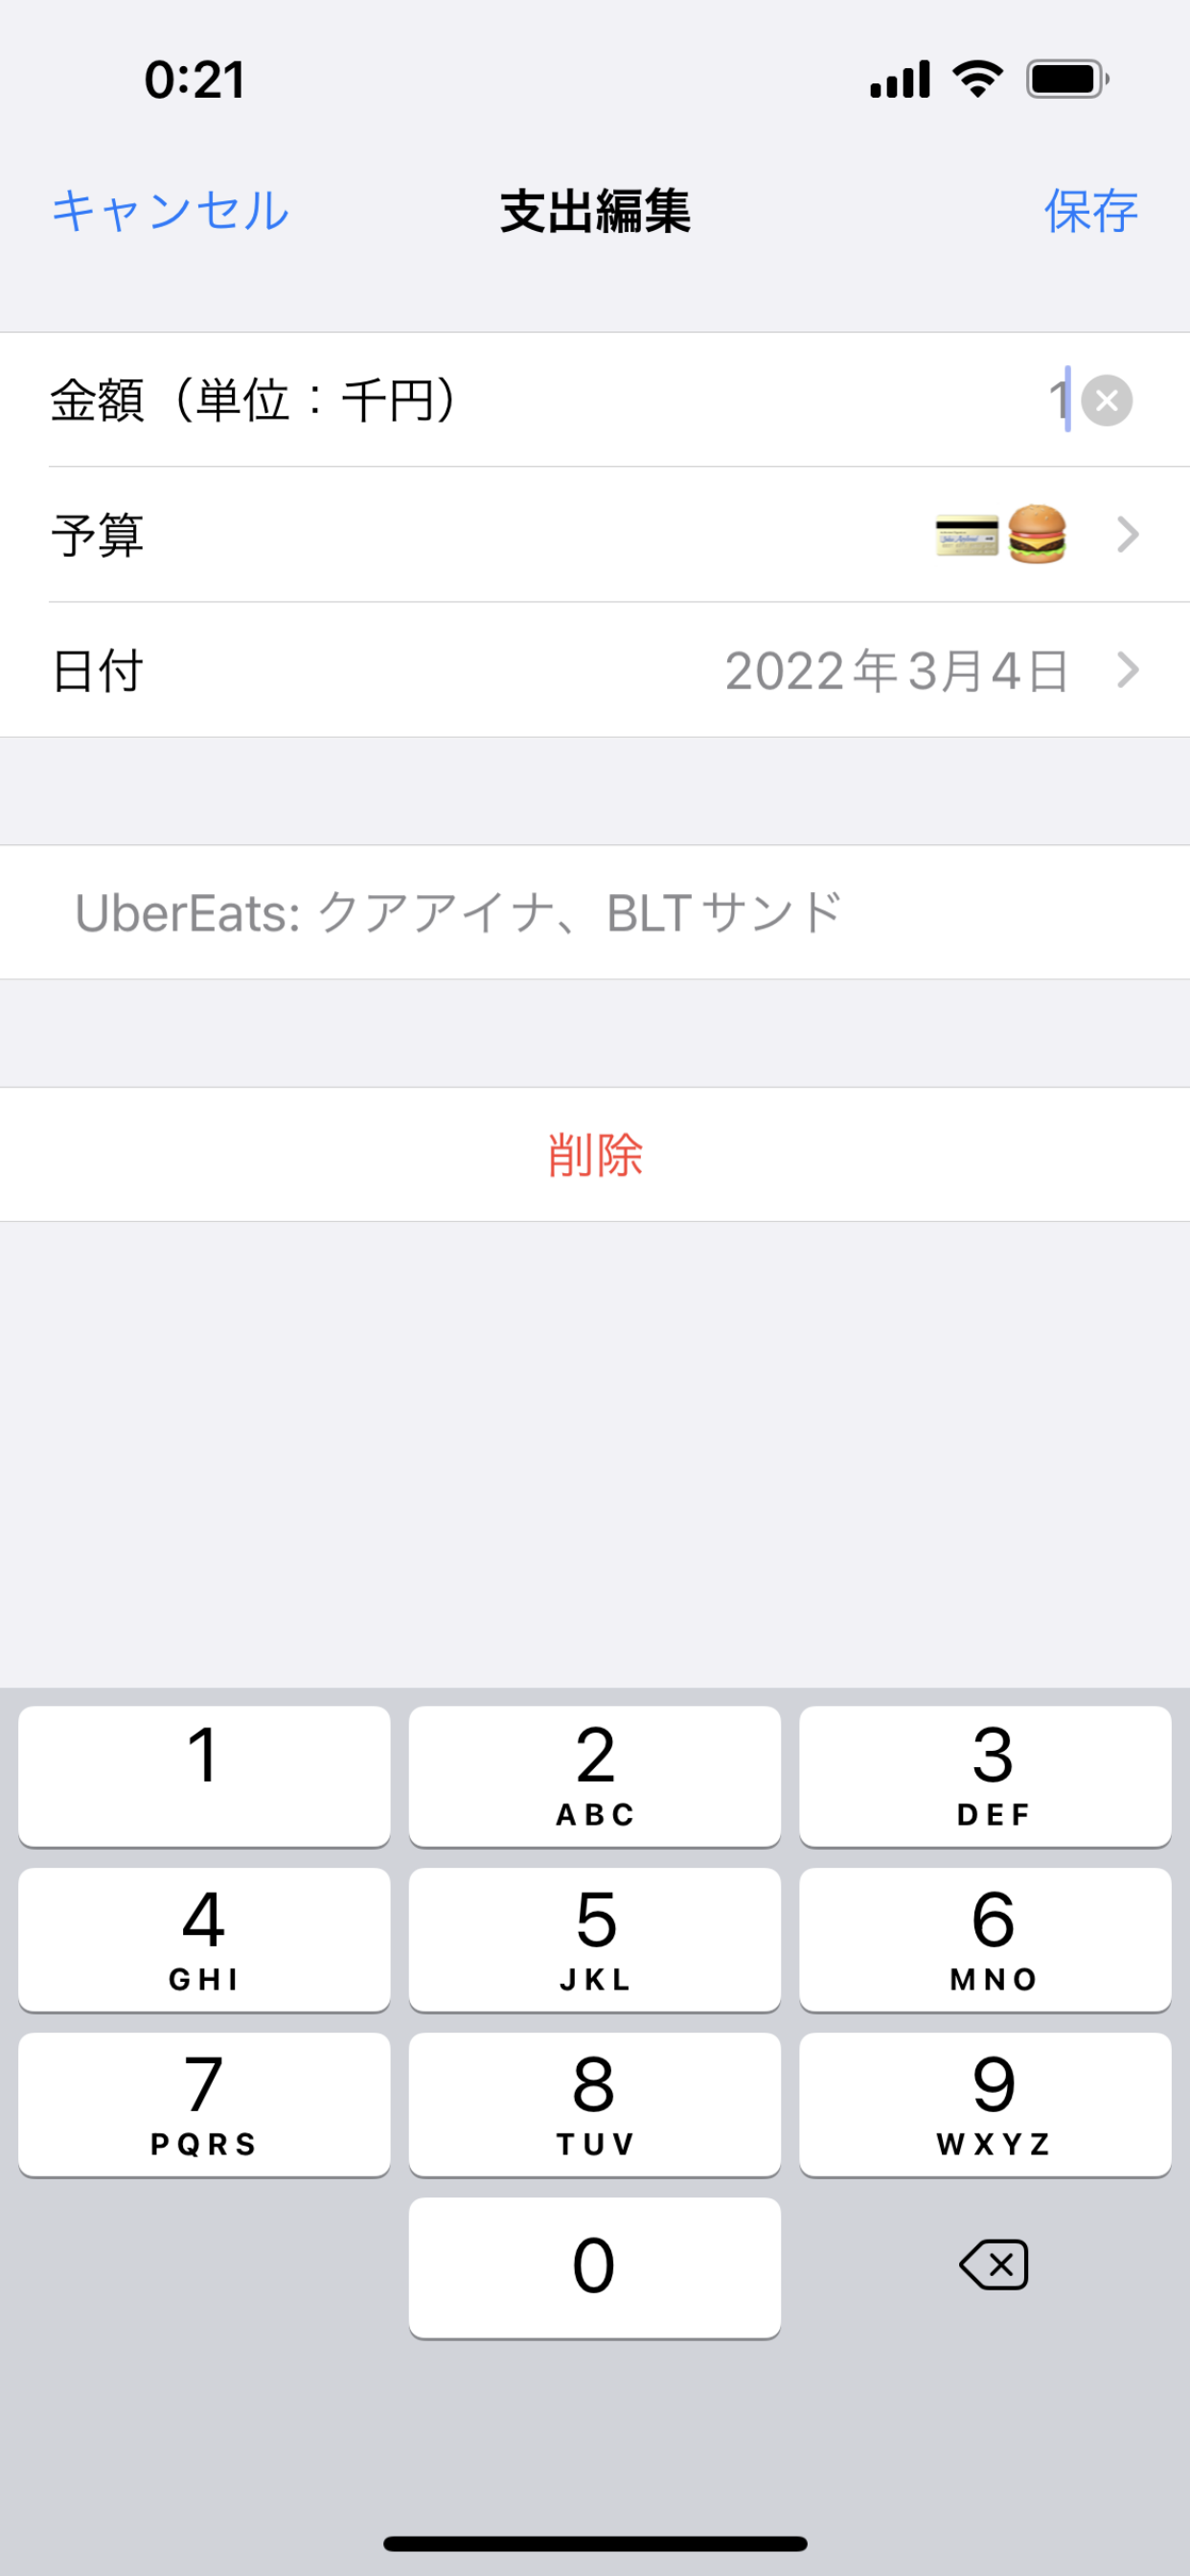 0:21
キャンセル 支出編集 保存
金額（単位：千円） 1
予算
日付 2022年3月4日
UberEats: クアアイナ、BLTサンド
削除
1 2 3
ABC DEF
4 5 6
GHI JKL MNO
7 8 9
PQRS TUV WXYZ
0